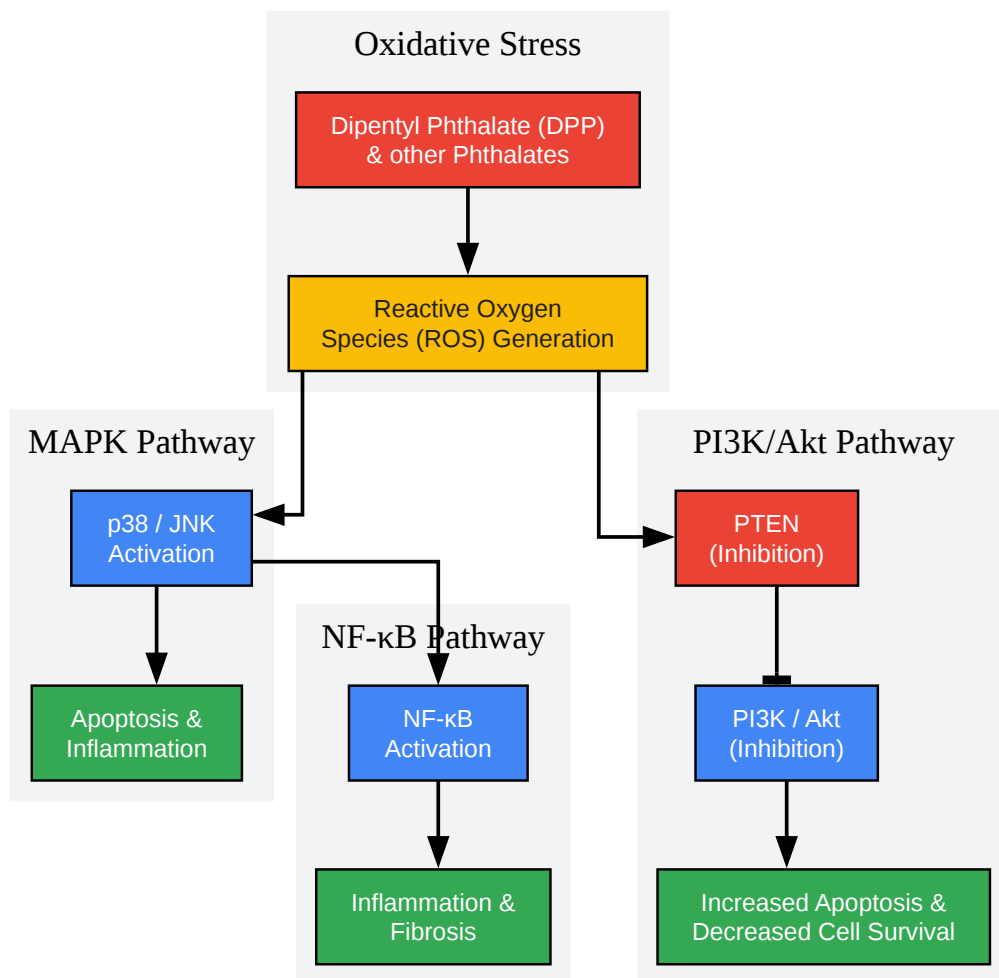 Oxidative Stress
Dipentyl Phthalate (DPP)
& other Phthalates
Reactive Oxygen
Species (ROS) Generation
MAPK Pathway
p38 / JNK
Activation
Apoptosis &
Inflammation
NF-κB Pathway
NF-κB
Activation
Inflammation &
Fibrosis
PI3K/Akt Pathway
PTEN
(Inhibition)
PI3K / Akt
(Inhibition)
Increased Apoptosis &
Decreased Cell Survival